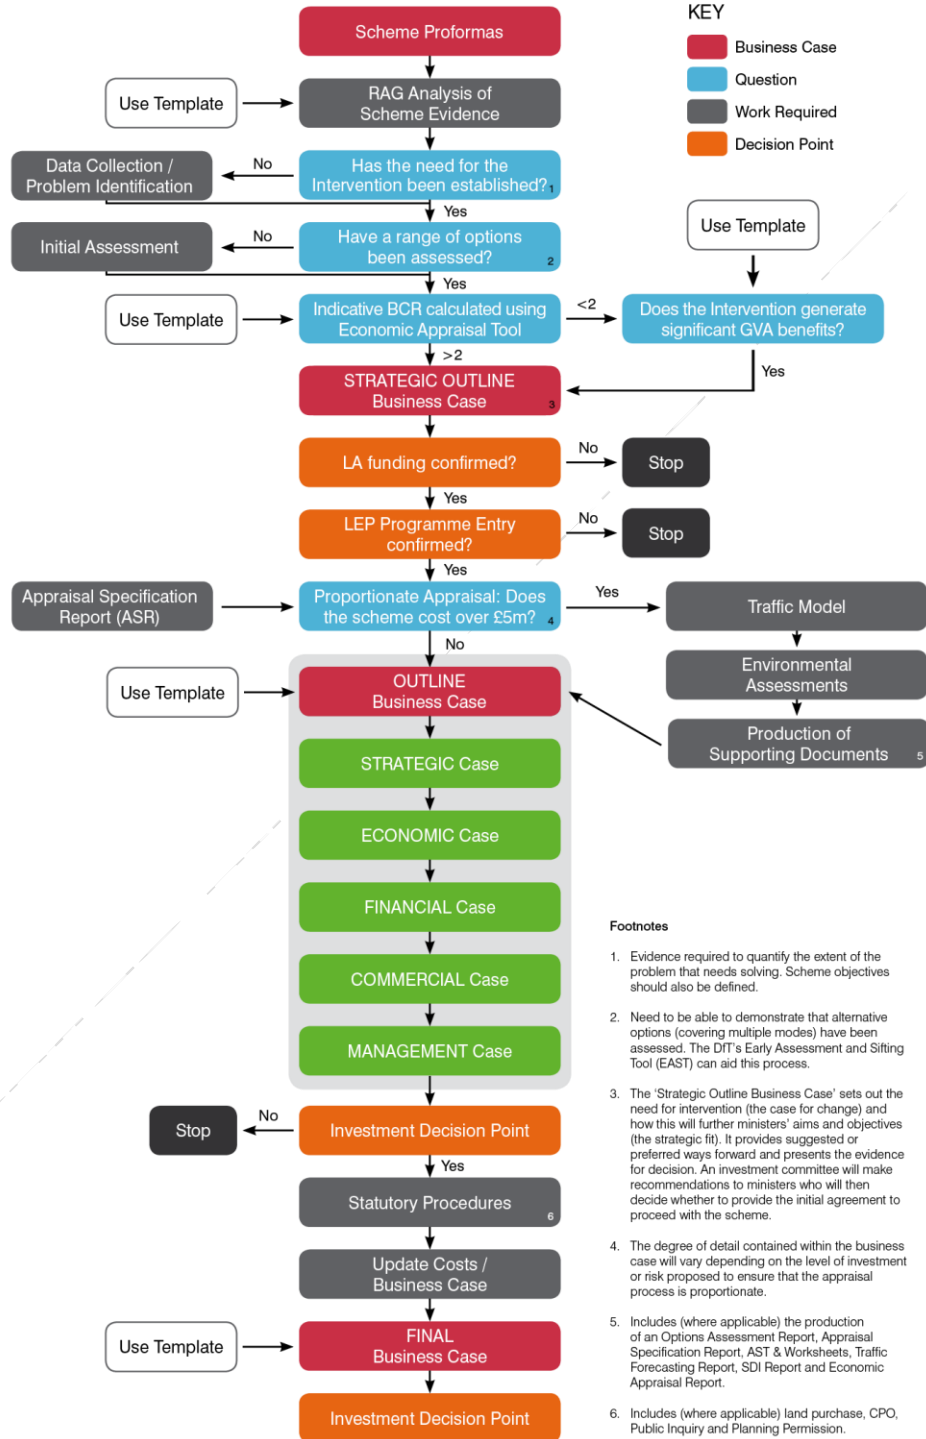 Scheme Proformas
KEY
Business Case
Question
Work Required
Decision Point
Use Template
RAG Analysis of
Scheme Evidence
Data Collection /
Problem Identification
No
Has the need for the
Intervention been established? 1
Yes
Initial Assessment
No
Have a range of options
been assessed? 2
Yes
Use Template
Use Template
Indicative BCR calculated using
Economic Appraisal Tool
<2
Does the Intervention generate
significant GVA benefits?
>2
Yes
STRATEGIC OUTLINE
Business Case 3
LA funding confirmed?
No
Stop
Yes
LEP Programme Entry
confirmed?
No
Stop
Yes
Appraisal Specification
Report (ASR)
Proportionate Appraisal: Does
the scheme cost over £5m? 4
Yes
Traffic Model
No
Environmental
Assessments
Production of
Supporting Documents 5
Use Template
OUTLINE
Business Case
STRATEGIC Case
ECONOMIC Case
FINANCIAL Case
COMMERCIAL Case
MANAGEMENT Case
Stop
No
Investment Decision Point
Yes
Statutory Procedures 6
Update Costs /
Business Case
Use Template
FINAL
Business Case
Investment Decision Point
Footnotes
1. Evidence required to quantify the extent of the
problem that needs solving. Scheme objectives
should also be defined.
2. Need to be able to demonstrate that alternative
options (covering multiple modes) have been
assessed. The DfT's Early Assessment and Sifting
Tool (EAST) can aid this process.
3. The 'Strategic Outline Business Case' sets out the
need for intervention (the case for change) and
how this will further ministers' aims and objectives
(the strategic fit). It provides suggested or
preferred ways forward and presents the evidence
for decision. An investment committee will make
recommendations to ministers who will then
decide whether to provide the initial agreement to
proceed with the scheme.
4. The degree of detail contained within the business
case will vary depending on the level of investment
or risk proposed to ensure that the appraisal
process is proportionate.
5. Includes (where applicable) the production
of an Options Assessment Report, Appraisal
Specification Report, AST & Worksheets, Traffic
Forecasting Report, SDI Report and Economic
Appraisal Report.
6. Includes (where applicable) land purchase, CPO,
Public Inquiry and Planning Permission.